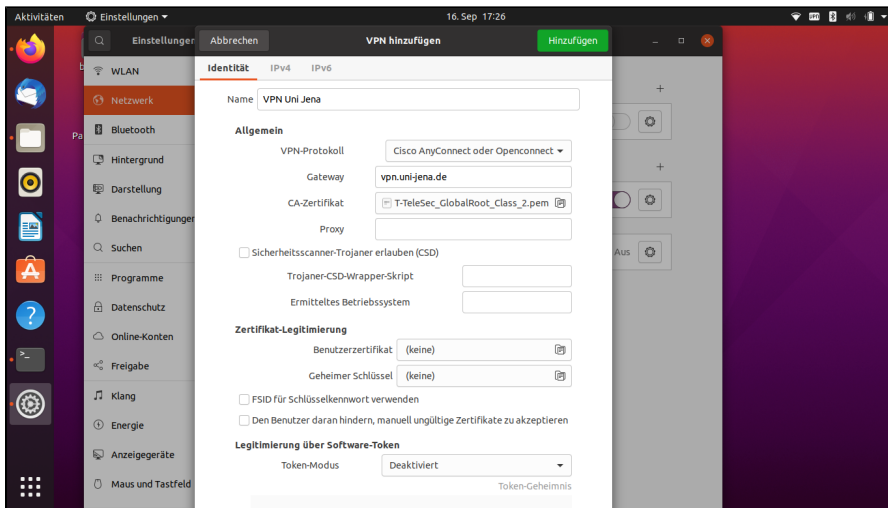 Aktivitäten
Einstellungen
16. Sep 17:26
Einstellungen
Abbrechen
VPN hinzufügen
Hinzufügen
WLAN
Netzwerk
Bluetooth
Hintergrund
Darstellung
Benachrichtigungen
Suchen
Programme
Datenschutz
Online-Konten
Freigabe
Klang
Energie
Anzeigegeräte
Maus und Tastfeld
Pa
Identität IPv4 IPv6
Name VPN Uni Jena
Allgemein
VPN-Protokoll Cisco AnyConnect oder Openconnect
Gateway vpn.uni-jena.de
CA-Zertifikat T-TeleSec_GlobalRoot_Class_2.pem
Proxy
Sicherheitsscanner-Trojaner erlauben (CSD)
Trojaner-CSD-Wrapper-Skript
Ermitteltes Betriebssystem
Zertifikat-Legitimierung
Benutzerzertifikat (keine)
Geheimer Schlüssel (keine)
FSID für Schlüsselkennwort verwenden
Den Benutzer daran hindern, manuell ungültige Zertifikate zu akzeptieren
Legitimierung über Software-Token
Token-Modus Deaktiviert
Token-Geheimnis
Aus